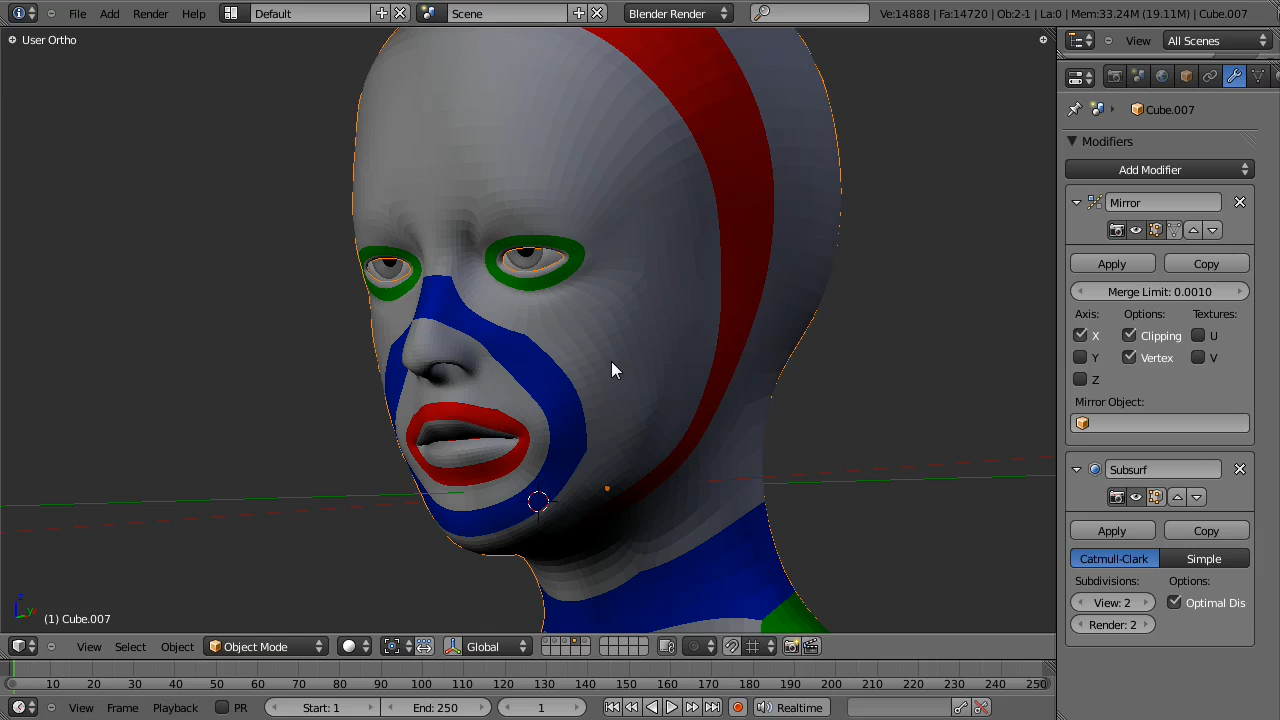 File Add Render Help Default Scene Blender Render Ve:14888 | Fa:14720 | Ob:2-1 | La:0 | Mem:33.24M (19.11M) | Cube.007
User Ortho
View All Scenes
Cube.007
Modifiers
Add Modifier
Mirror
Apply Copy
Merge Limit: 0.0010
Axis: Options: Textures:
X Clipping U
Y Vertex V
Z
Mirror Object:
Subsurf
Apply Copy
Catmull-Clark Simple
Subdivisions: Options:
View: 2 Optimal Dis
Render: 2
z
y
(1) Cube.007
View Select Object Object Mode Global
10 20 30 40 50 60 70 80 90 100 110 120 130 140 150 160 170 180 190 200 210 220 230 240 250
View Frame Playback PR Start: 1 End: 250 1 Realtime